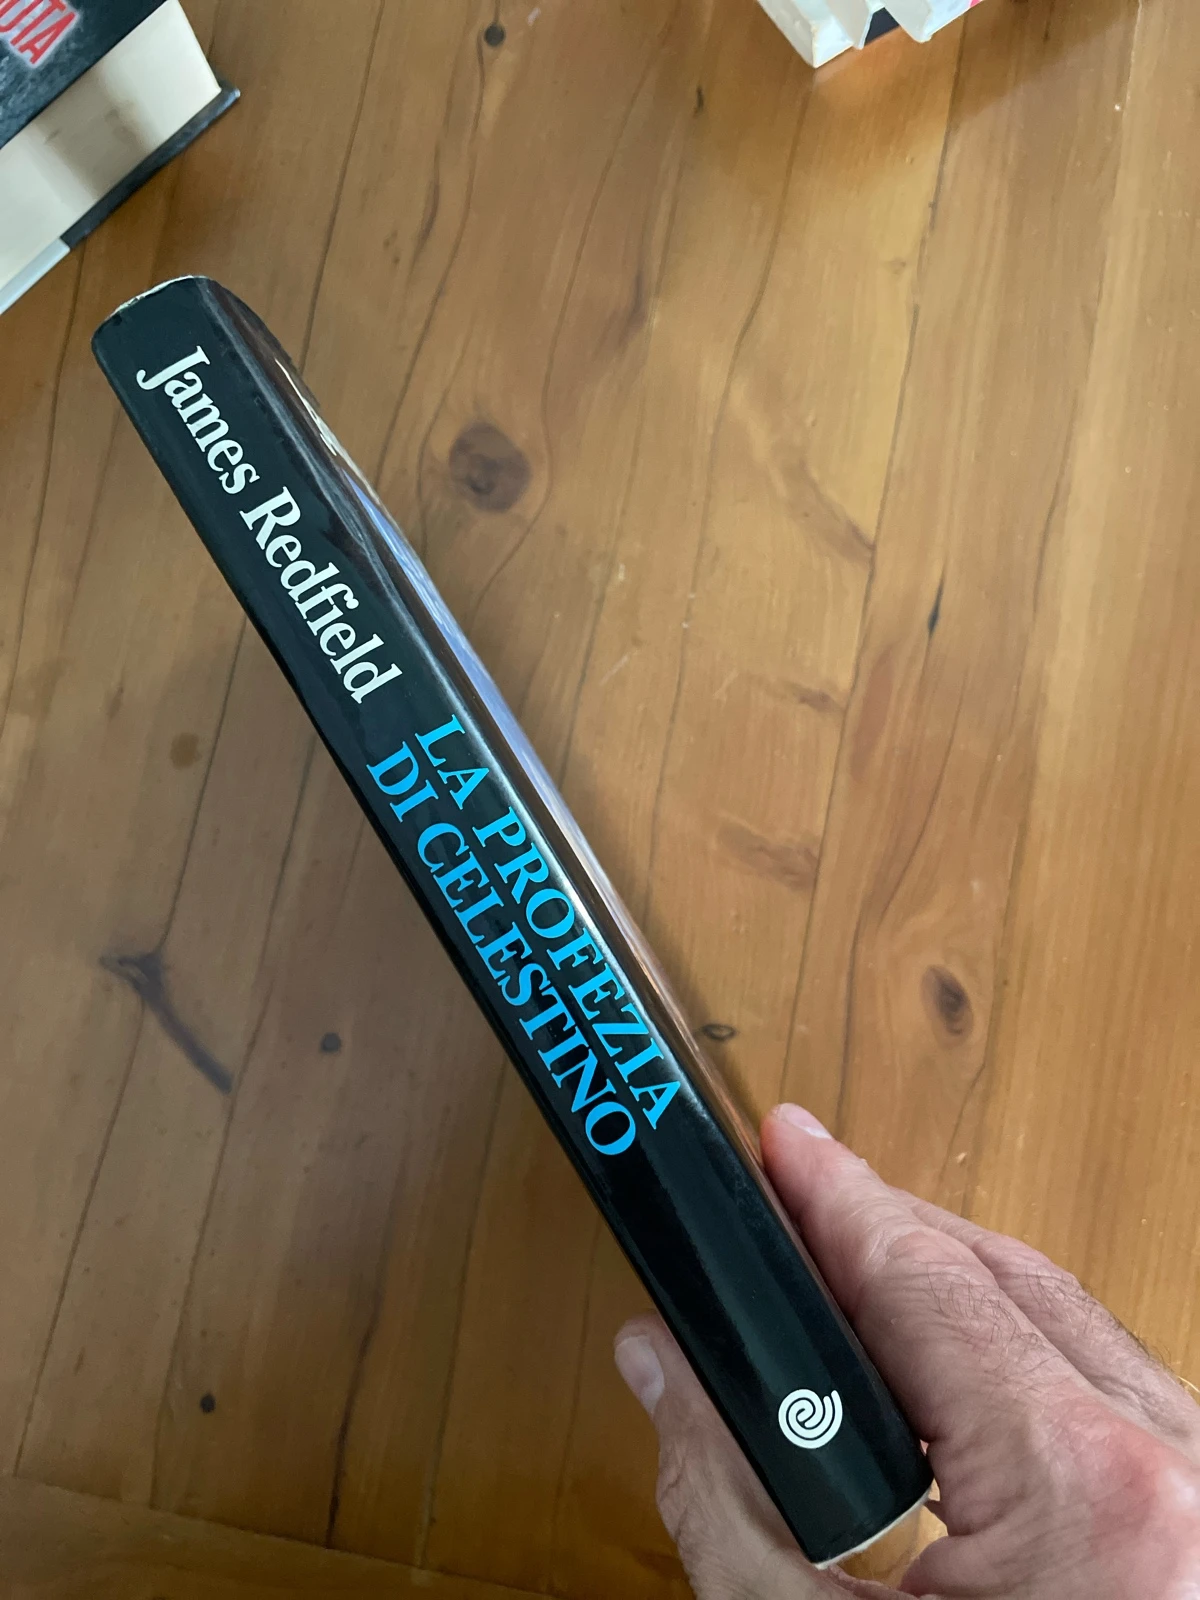 James Redfield
LA PROFEZIA
DI CELESTINO